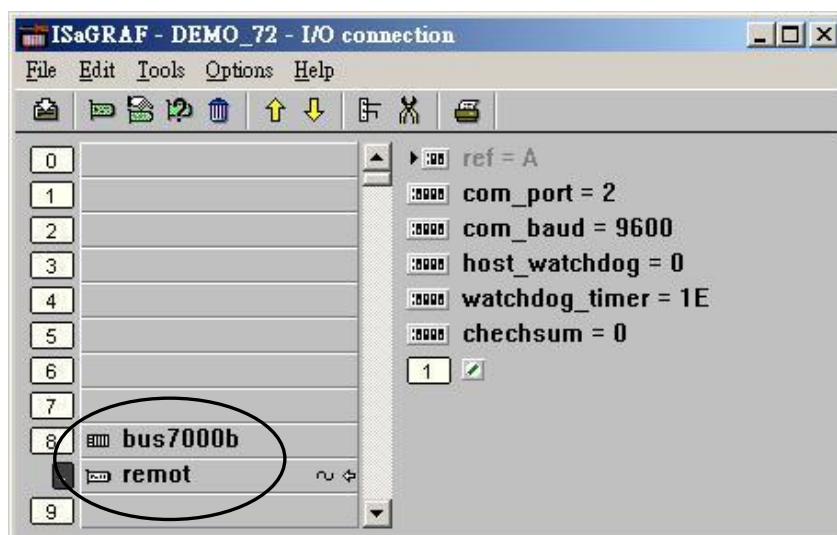 ISaGRAF - DEMO_72 - I/O connection
File Edit Tools Options Help
0
1
2
3
4
5
6
7
8 bus7000b
remot
9
ref = A
com_port = 2
com_baud = 9600
host_watchdog = 0
watchdog_timer = 1E
chechsum = 0
1